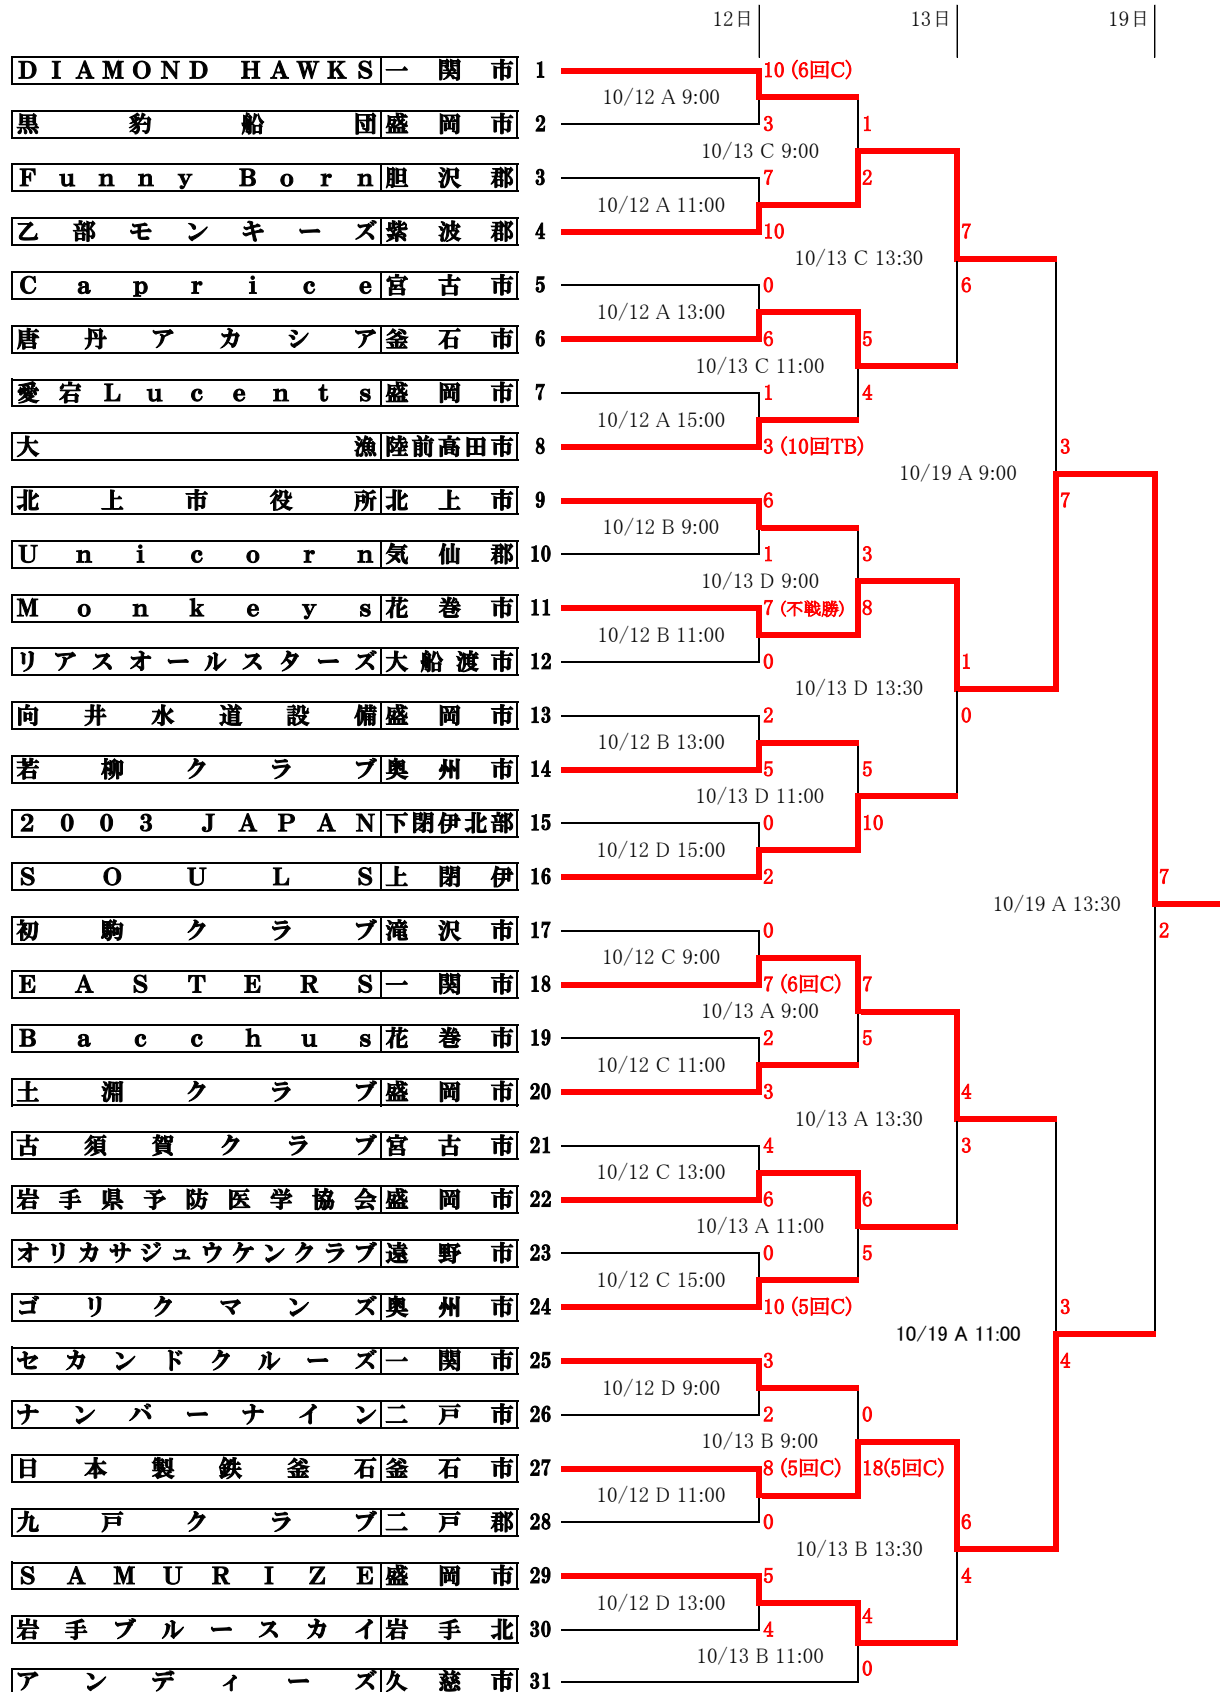 12日 13日 19日
DIAMOND HAWKS 一関市 1 10 (6回C)
10/12 A 9:00
黒豹船団 盛岡市 2 3 1
10/13 C 9:00
Funny Born 胆沢郡 3 7 2
10/12 A 11:00
乙部モンキーズ 紫波郡 4 10 7
10/13 C 13:30
Caprice 宮古市 5 0 6
10/12 A 13:00
唐丹アカシア 釜石市 6 6 5
10/13 C 11:00
愛宕Lucents 盛岡市 7 1 4
10/12 A 15:00
大漁 陸前高田市 8 3 (10回TB) 3
10/19 A 9:00
北上市役所 北上市 9 6 7
10/12 B 9:00
Unicorn 気仙郡 10 1 3
10/13 D 9:00
Monkeys 花巻市 11 7 (不戦勝) 8
10/12 B 11:00
リアスオールスターズ 大船渡市 12 0 1
10/13 D 13:30
向井水道設備 盛岡市 13 2 0
10/12 B 13:00
若柳クラブ 奥州市 14 5 5
10/13 D 11:00
2003 JAPAN 下閉伊北部 15 0 10
10/12 D 15:00
SOULS 上閉伊 16 2 7
10/19 A 13:30
初駒クラブ 滝沢市 17 0 2
10/12 C 9:00
EASTERS 一関市 18 7 (6回C) 7
10/13 A 9:00
Bacchus 花巻市 19 2 5
10/12 C 11:00
土淵クラブ 盛岡市 20 3 4
10/13 A 13:30
古須賀クラブ 宮古市 21 4 3
10/12 C 13:00
岩手県予防医学協会 盛岡市 22 6 6
10/13 A 11:00
オリカサジュウケンクラブ 遠野市 23 0 5
10/12 C 15:00
ゴリクマンズ 奥州市 24 10 (5回C) 3
10/19 A 11:00
セカンドクルーズ 一関市 25 3 4
10/12 D 9:00
ナンバーナイン 二戸市 26 2 0
10/13 B 9:00
日本製鉄釜石 釜石市 27 8 (5回C) 18(5回C)
10/12 D 11:00
九戸クラブ 二戸郡 28 0 6
10/13 B 13:30
SAMURIZE 盛岡市 29 5 4
10/12 D 13:00
岩手ブルースカイ 岩手北 30 4 4
10/13 B 11:00
アンディーズ 久慈市 31 0